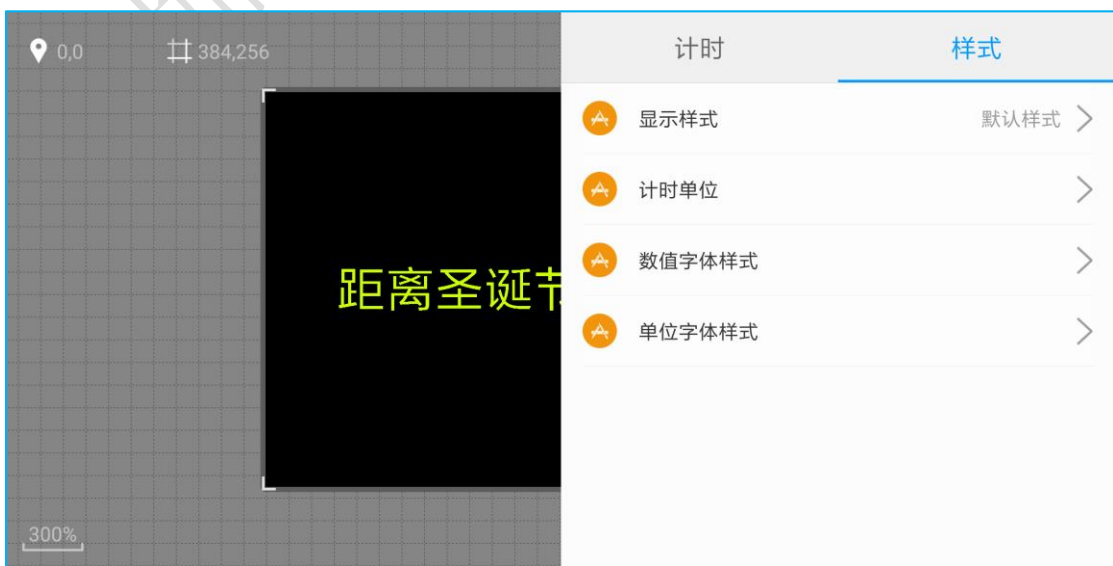 0,0
384,256
距离圣诞节
300%
计时
样式
显示样式
默认样式
计时单位
数值字体样式
单位字体样式